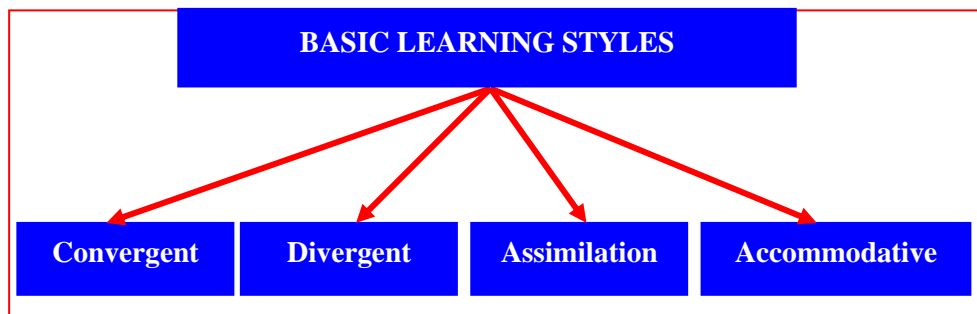 BASIC LEARNING STYLES
Convergent
Divergent
Assimilation
Accommodative